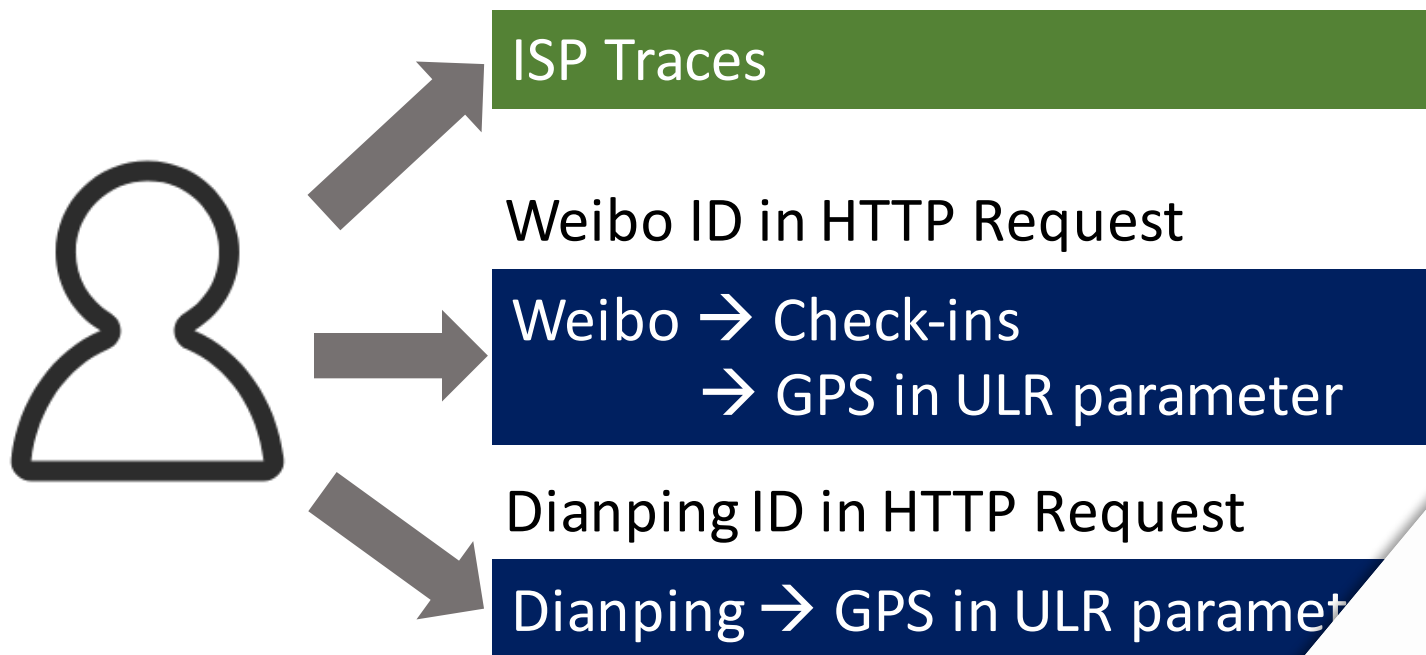 ISP Traces
Weibo ID in HTTP Request
Weibo → Check-ins
→ GPS in ULR parameter
Dianping ID in HTTP Request
Dianping → GPS in ULR